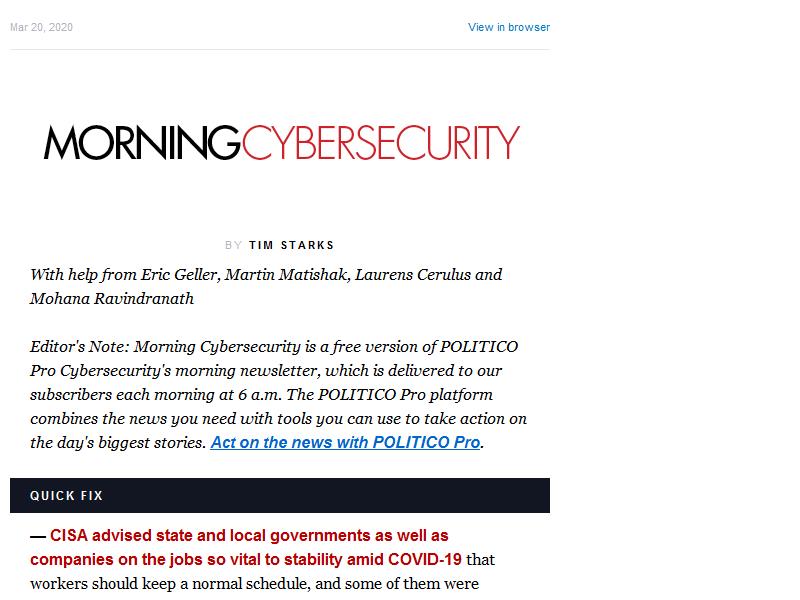 Mar 20, 2020
View in browser
MORNINGCYBERSECURITY
BY TIM STARKS
With help from Eric Geller, Martin Matishak, Laurens Cerulus and
Mohana Ravindranath
Editor's Note: Morning Cybersecurity is a free version of POLITICO
Pro Cybersecurity's morning newsletter, which is delivered to our
subscribers each morning at 6 a.m. The POLITICO Pro platform
combines the news you need with tools you can use to take action on
the day's biggest stories. Act on the news with POLITICO Pro.
QUICK FIX
— CISA advised state and local governments as well as
companies on the jobs so vital to stability amid COVID-19 that
workers should keep a normal schedule, and some of them were